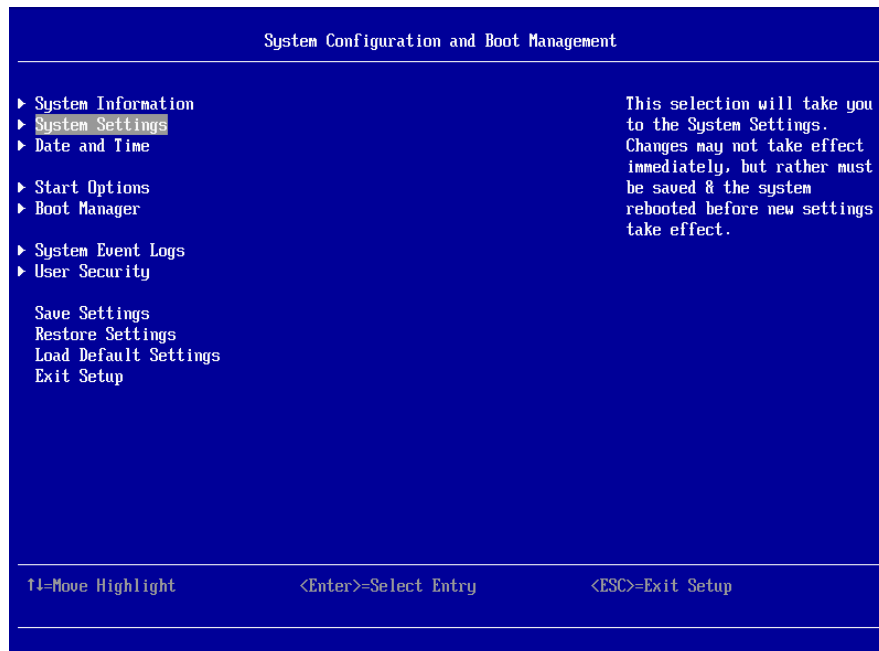 System Configuration and Boot Management
System Information
System Settings
Date and Time
Start Options
Boot Manager
System Event Logs
User Security
Save Settings
Restore Settings
Load Default Settings
Exit Setup
This selection will take you
to the System Settings.
Changes may not take effect
immediately, but rather must
be saved & the system
rebooted before new settings
take effect.
↑↓=Move Highlight
<Enter>=Select Entry
<ESC>=Exit Setup